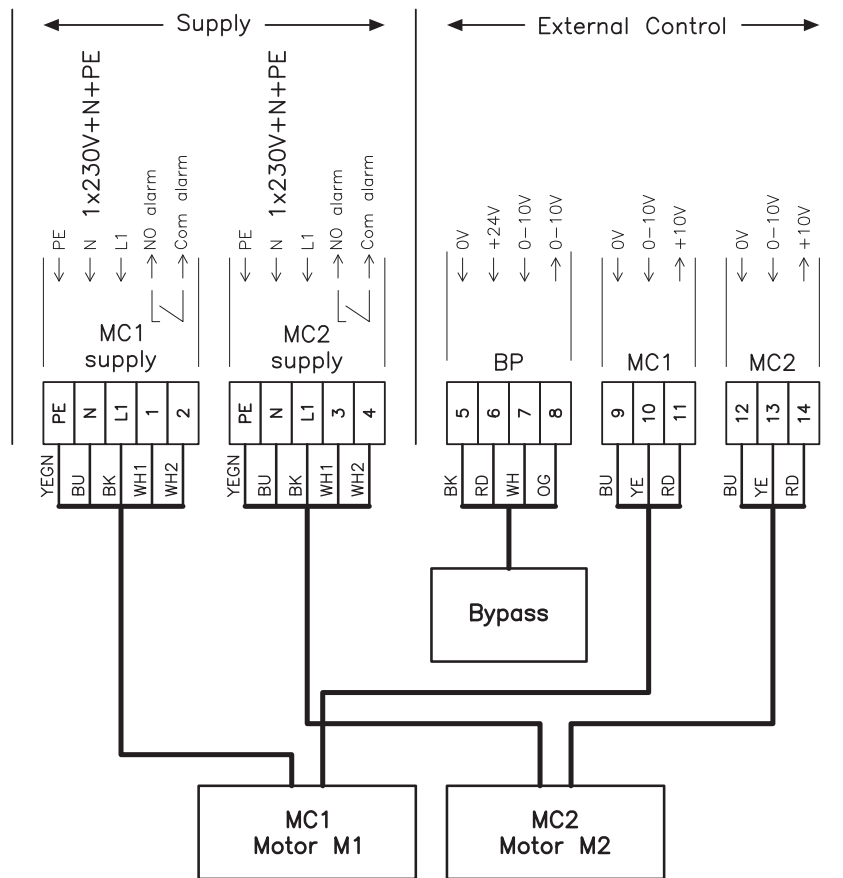 Supply
External Control
1x230V+N+PE
1x230V+N+PE
PE
N
L1
NO alarm
Com alarm
PE
N
L1
NO alarm
Com alarm
0V
+24V
0-10V
0-10V
0V
0-10V
+10V
0V
0-10V
+10V
MC1
supply
MC2
supply
BP
MC1
MC2
PE
N
L1
1
2
PE
N
L1
3
4
5
6
7
8
9
10
11
12
13
14
YEGN
BU
BK
WH1
WH2
YEGN
BU
BK
WH1
WH2
BK
RD
WH
OG
BU
YE
RD
BU
YE
RD
Bypass
MC1
Motor M1
MC2
Motor M2